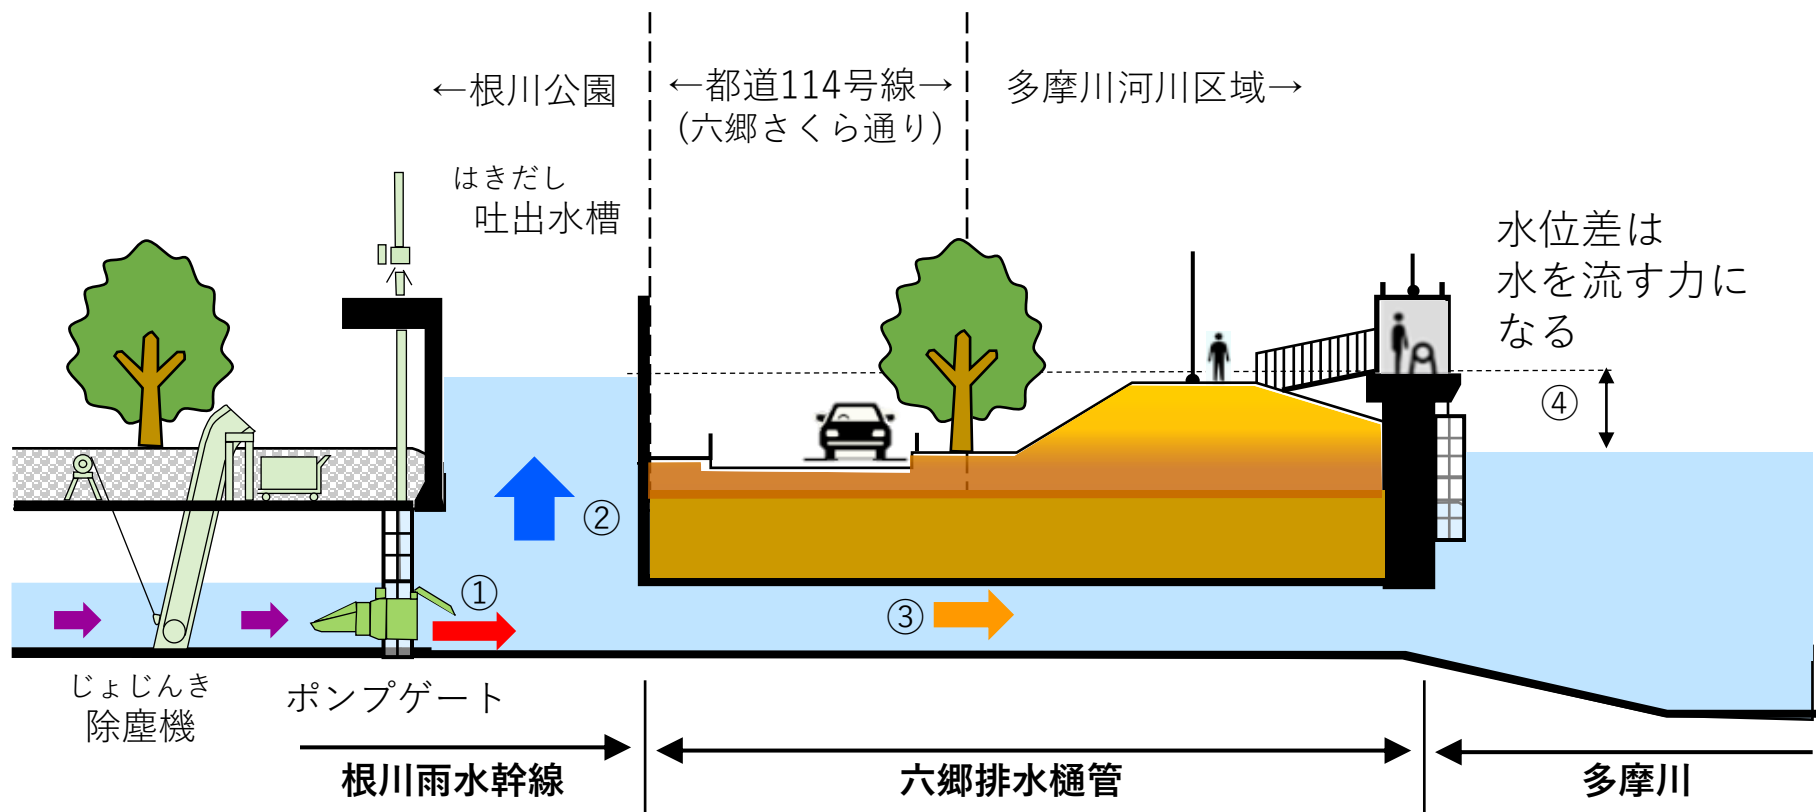 ←根川公園
←都道114号線→
(六郷さくら通り)
多摩川河川区域→
はきだし
吐出水槽
水位差は
水を流す力に
なる
④
②
①
③
じょじんき
除塵機
ポンプゲート
根川雨水幹線
六郷排水樋管
多摩川